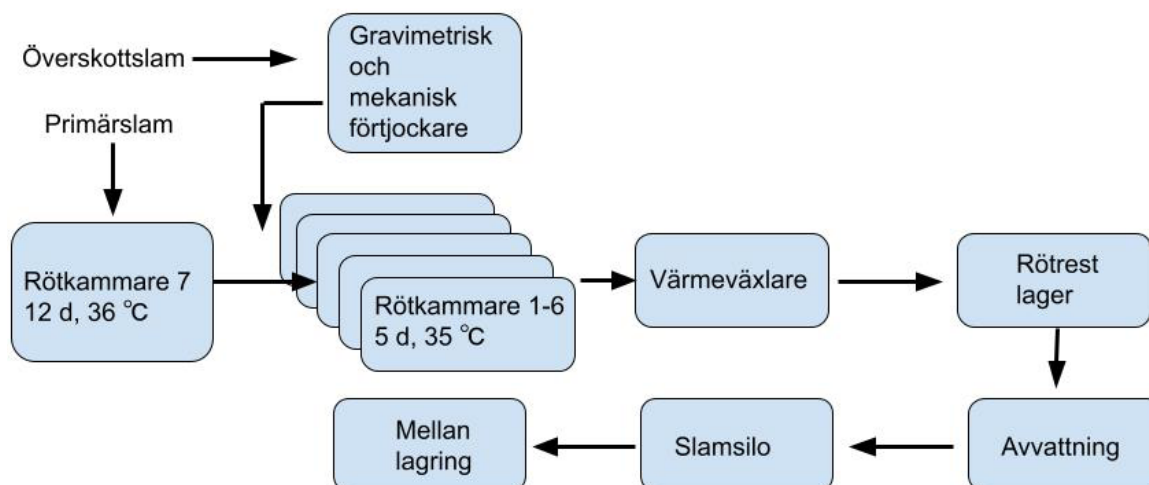 Överskottslam
Gravimetrisk
och
mekanisk
förtjockare
Primärslam
Rötkammare 7
12 d, 36 °C
Rötkammare 1-6
5 d, 35 °C
Värmeväxlare
Rötrest
lager
Mellan
lagring
Slamsilo
Avvattning